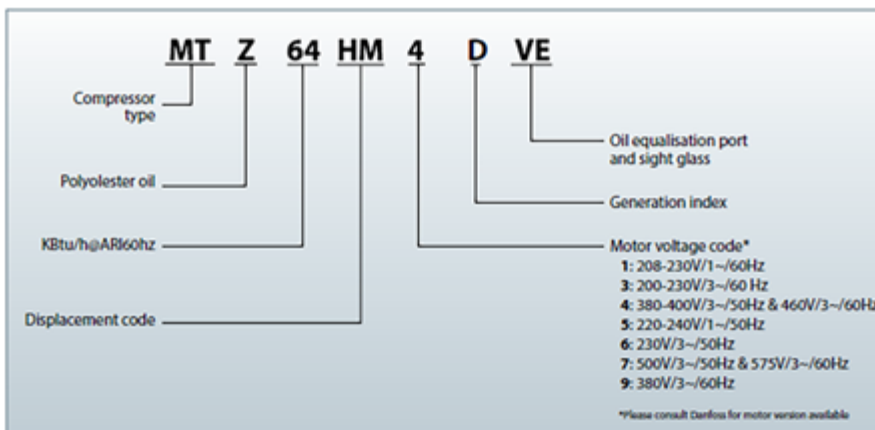 MT Z 64 HM 4 D VE
Compressor
type
Polyolester oil
KBtu/h@ARI60hz
Displacement code
Oil equalisation port
and sight glass
Generation index
Motor voltage code*
1: 208-230V/1~/60Hz
3: 200-230V/3~/60 Hz
4: 380-400V/3~/50Hz & 460V/3~/60Hz
5: 220-240V/1~/50Hz
6: 230V/3~/50Hz
7: 500V/3~/50Hz & 575V/3~/60Hz
9: 380V/3~/60Hz
*Please consult Danfoss for motor version available